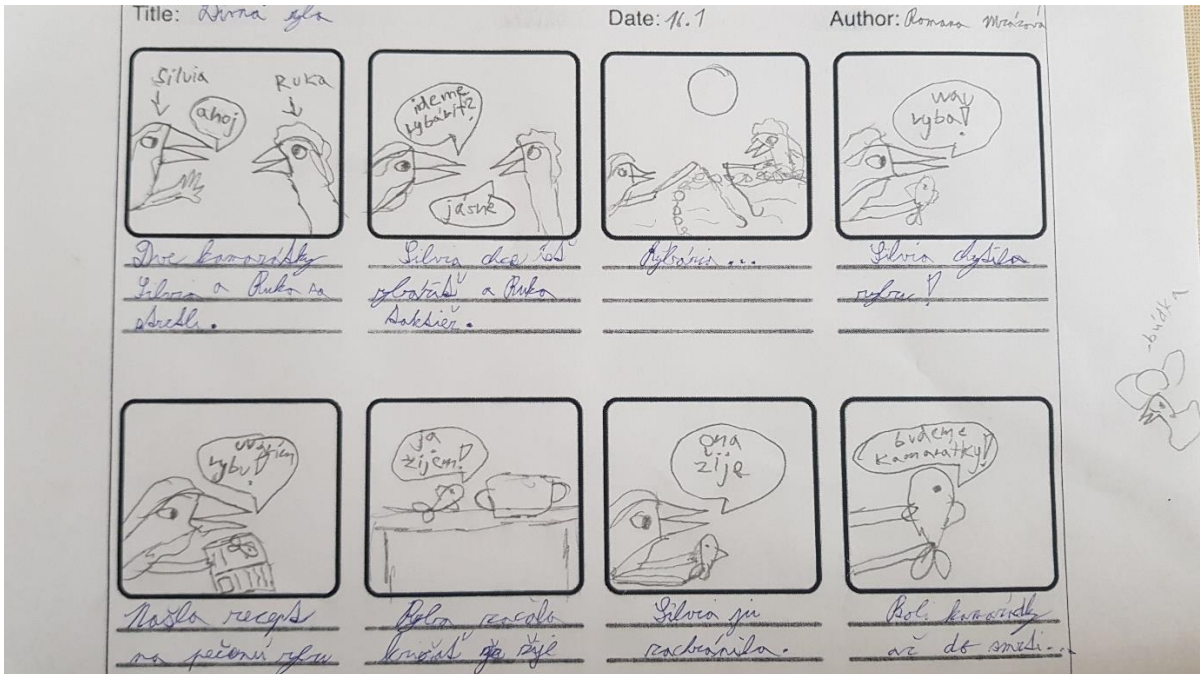 Title: Divná ryba
Date: 16.1
Author: Romana Mrázová
Silvia
Ruka
ahoj
Dve kamarátky
Silvia a Ruka sa
stretli.
ideme
rybáriť?
jasné
Silvia chce ísť
rybáriť a Ruka
Rybária...
wau
ryba!
Silvia chytila
rybu!
rybu!
Našla recept
na pečenú rybu
ja
žijem!
Ryba začala
kričať že žije
ona
žije
Silvia ju
zachránila.
budeme
kamarátky!
Boli kamarátky
až do smrti...
-búdka